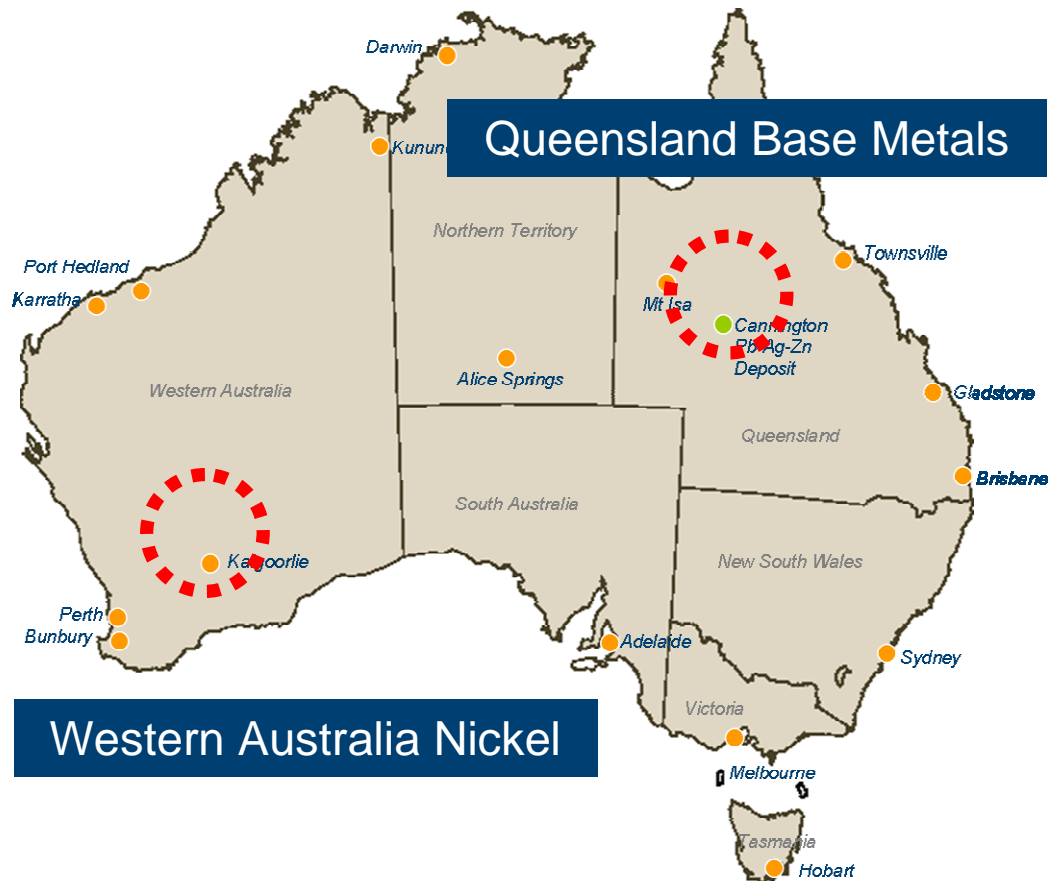 Darwin
Queensland Base Metals
Northern Territory
Townsville
Port Hedland
Karratha
Mt Isa
Cannington
Pb-Ag-Zn
Deposit
Alice Springs
Western Australia
Gladstone
Queensland
Brisbane
South Australia
New South Wales
Kalgoorlie
Perth
Bunbury
Adelaide
Sydney
Victoria
Western Australia Nickel
Melbourne
Tasmania
Hobart